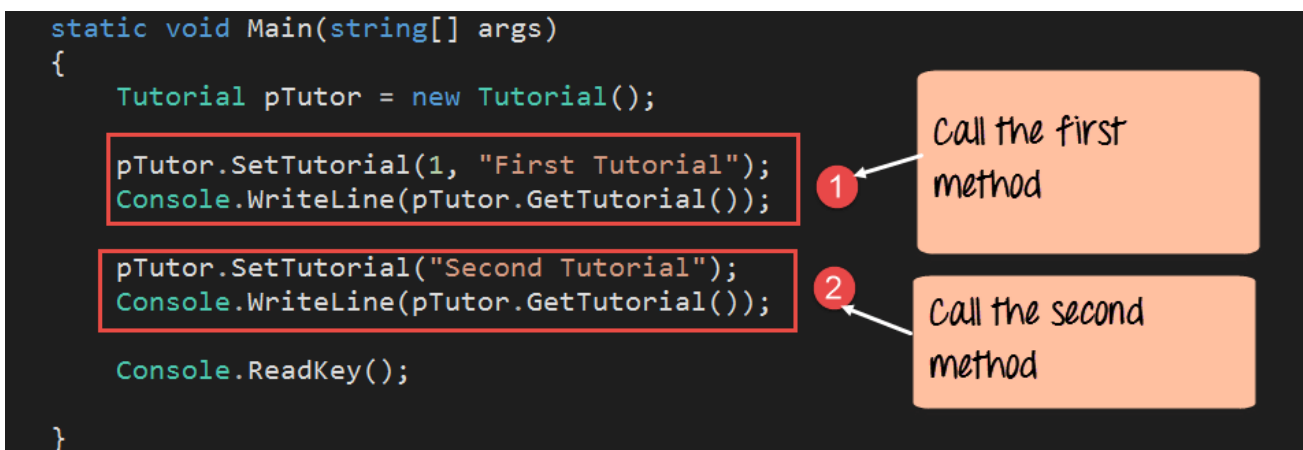 static void Main(string[] args)
{
Tutorial pTutor = new Tutorial();
pTutor.SetTutorial(1, "First Tutorial");
Console.WriteLine(pTutor.GetTutorial());
1
Call the first
method
pTutor.SetTutorial("Second Tutorial");
Console.WriteLine(pTutor.GetTutorial());
2
Call the second
method
Console.ReadKey();
}